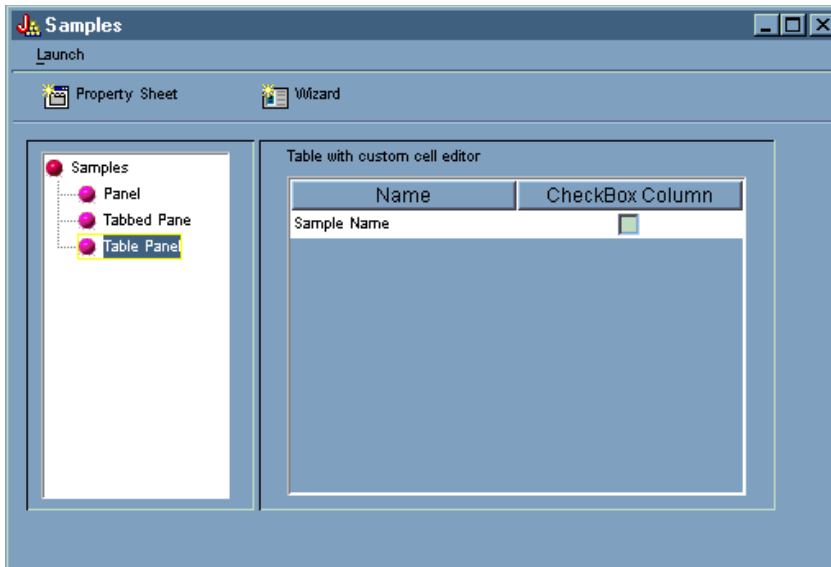 Samples
Launch
Property Sheet
Wizard
Samples
Panel
Tabbed Pane
Table Panel
Table with custom cell editor
Name CheckBox Column
Sample Name